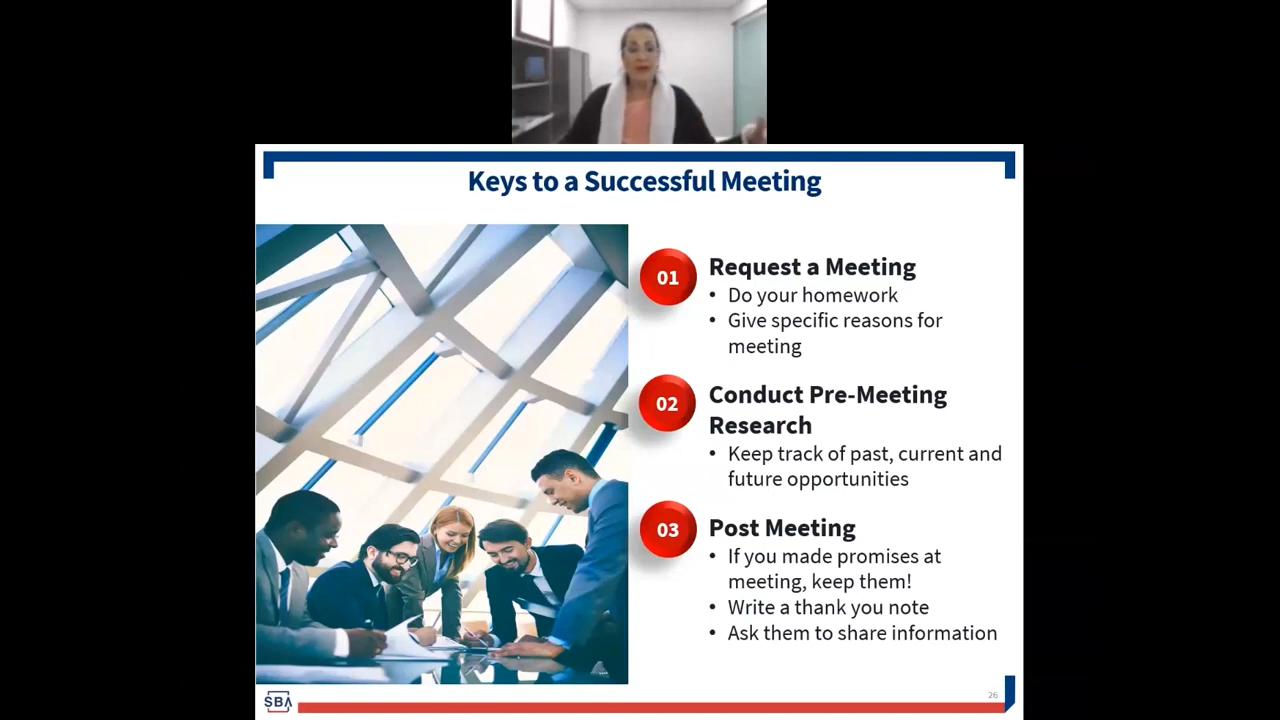 Keys to a Successful Meeting
01
Request a Meeting
• Do your homework
• Give specific reasons for
meeting
02
Conduct Pre-Meeting
Research
• Keep track of past, current and
future opportunities
03
Post Meeting
• If you made promises at
meeting, keep them!
• Write a thank you note
• Ask them to share information
26
SBA